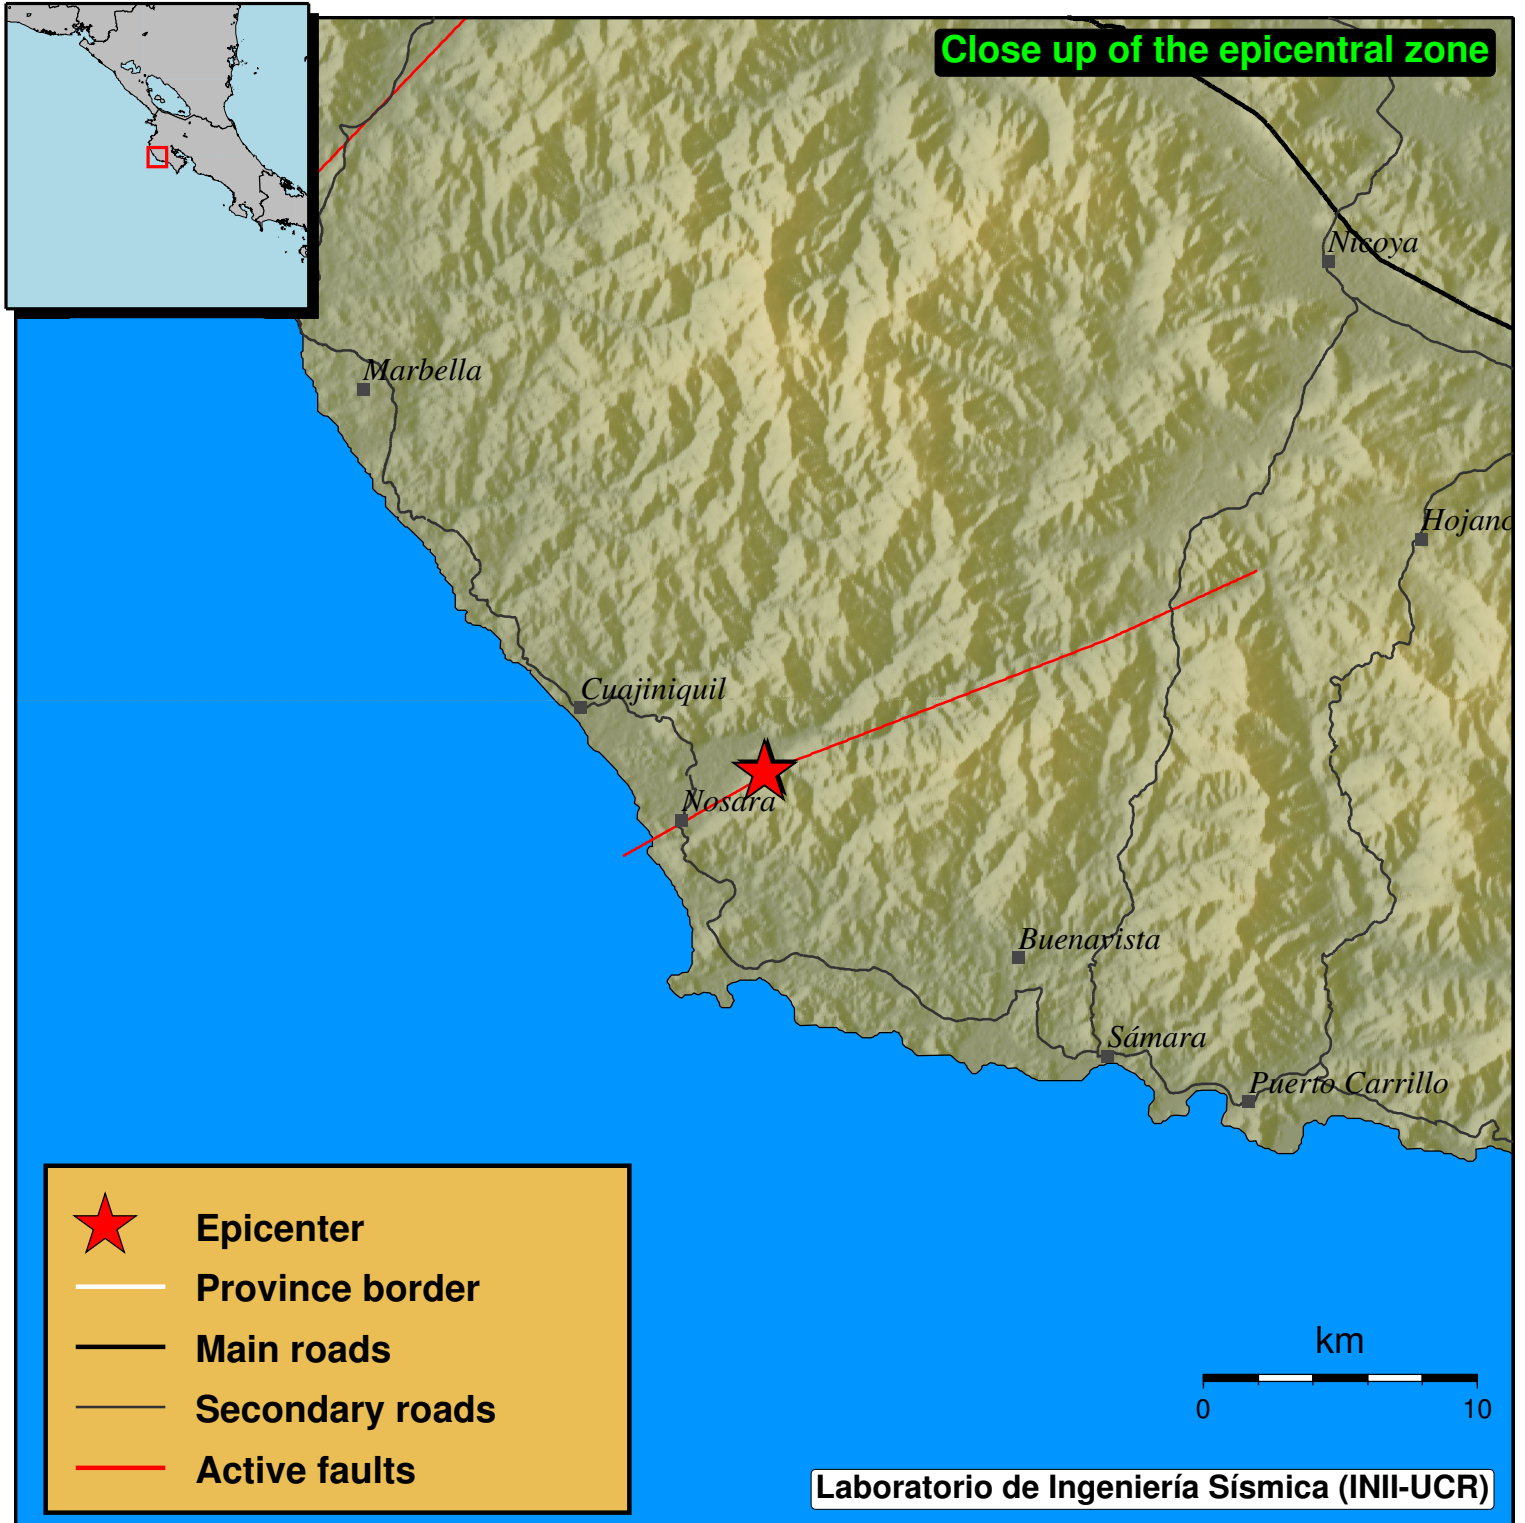 Close up of the epicentral zone
Nicoya
Marbella
Hojanc
Cuajiniquil
Nosara
Buenavista
Sámara
Puerto Carrillo
Epicenter
Province border
Main roads
Secondary roads
Active faults
km
0 10
Laboratorio de Ingeniería Sísmica (INII-UCR)